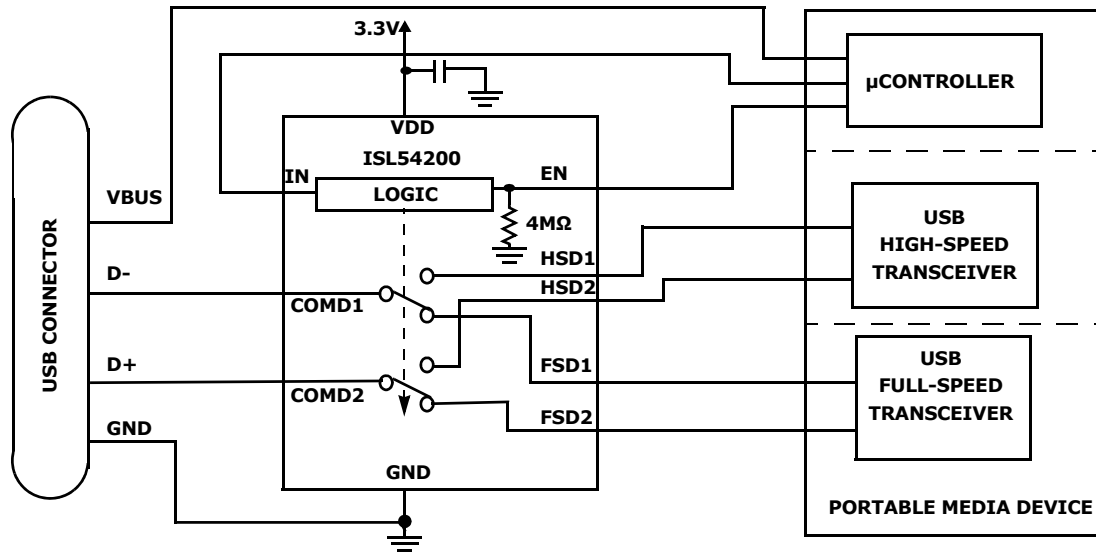 3.3V
µCONTROLLER
VDD
ISL54200
IN
LOGIC
EN
4MΩ
USB CONNECTOR
VBUS
D-
D+
GND
COMD1
COMD2
HSD1
HSD2
FSD1
FSD2
GND
USB
HIGH-SPEED
TRANSCEIVER
USB
FULL-SPEED
TRANSCEIVER
PORTABLE MEDIA DEVICE